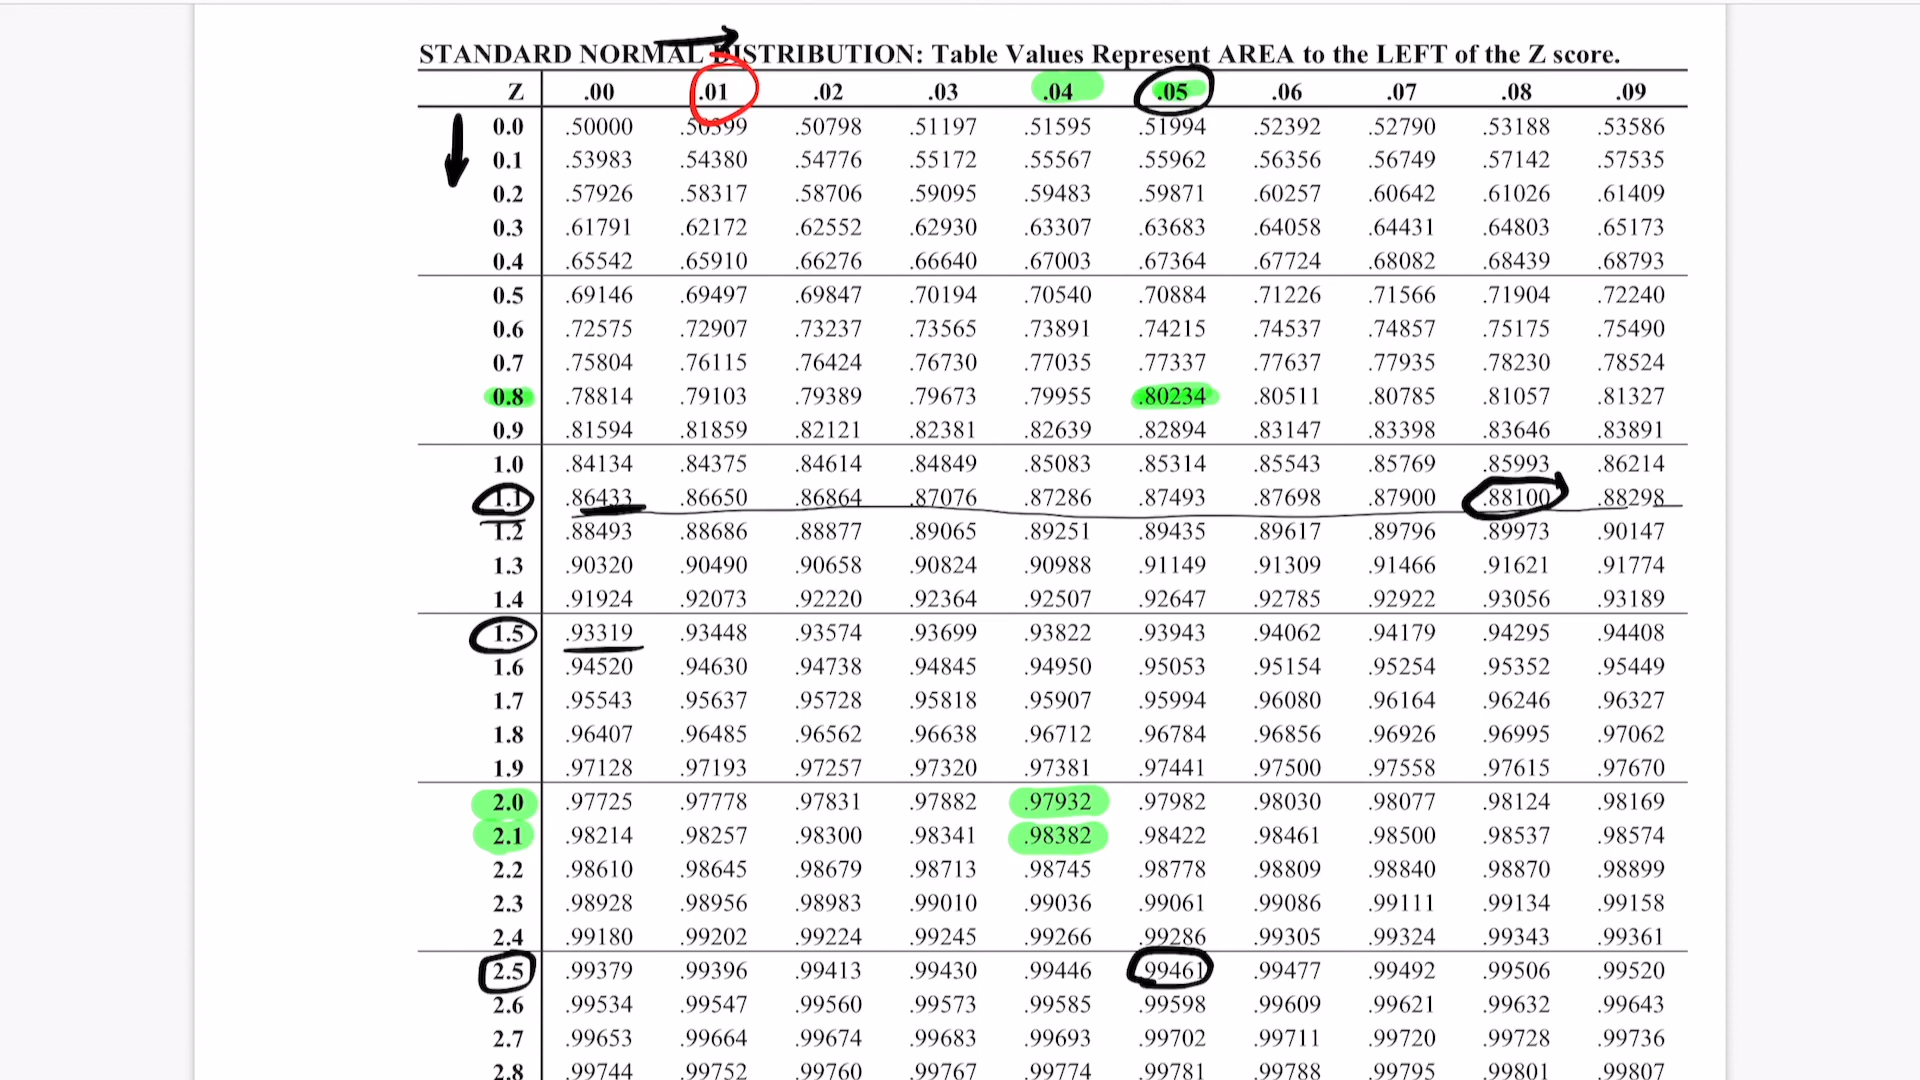 STANDARD NORMAL DISTRIBUTION: Table Values Represent AREA to the LEFT of the Z score.
Z .00 .01 .02 .03 .04 .05 .06 .07 .08 .09
0.0 .50000 .50399 .50798 .51197 .51595 .51994 .52392 .52790 .53188 .53586
0.1 .53983 .54380 .54776 .55172 .55567 .55962 .56356 .56749 .57142 .57535
0.2 .57926 .58317 .58706 .59095 .59483 .59871 .60257 .60642 .61026 .61409
0.3 .61791 .62172 .62552 .62930 .63307 .63683 .64058 .64431 .64803 .65173
0.4 .65542 .65910 .66276 .66640 .67003 .67364 .67724 .68082 .68439 .68793
0.5 .69146 .69497 .69847 .70194 .70540 .70884 .71226 .71566 .71904 .72240
0.6 .72575 .72907 .73237 .73565 .73891 .74215 .74537 .74857 .75175 .75490
0.7 .75804 .76115 .76424 .76730 .77035 .77337 .77637 .77935 .78230 .78524
0.8 .78814 .79103 .79389 .79673 .79955 .80234 .80511 .80785 .81057 .81327
0.9 .81594 .81859 .82121 .82381 .82639 .82894 .83147 .83398 .83646 .83891
1.0 .84134 .84375 .84614 .84849 .85083 .85314 .85543 .85769 .85993 .86214
1.1 .86433 .86650 .86864 .87076 .87286 .87493 .87698 .87900 .88100 .88298
1.2 .88493 .88686 .88877 .89065 .89251 .89435 .89617 .89796 .89973 .90147
1.3 .90320 .90490 .90658 .90824 .90988 .91149 .91309 .91466 .91621 .91774
1.4 .91924 .92073 .92220 .92364 .92507 .92647 .92785 .92922 .93056 .93189
1.5 .93319 .93448 .93574 .93699 .93822 .93943 .94062 .94179 .94295 .94408
1.6 .94520 .94630 .94738 .94845 .94950 .95053 .95154 .95254 .95352 .95449
1.7 .95543 .95637 .95728 .95818 .95907 .95994 .96080 .96164 .96246 .96327
1.8 .96407 .96485 .96562 .96638 .96712 .96784 .96856 .96926 .96995 .97062
1.9 .97128 .97193 .97257 .97320 .97381 .97441 .97500 .97558 .97615 .97670
2.0 .97725 .97778 .97831 .97882 .97932 .97982 .98030 .98077 .98124 .98169
2.1 .98214 .98257 .98300 .98341 .98382 .98422 .98461 .98500 .98537 .98574
2.2 .98610 .98645 .98679 .98713 .98745 .98778 .98809 .98840 .98870 .98899
2.3 .98928 .98956 .98983 .99010 .99036 .99061 .99086 .99111 .99134 .99158
2.4 .99180 .99202 .99224 .99245 .99266 .99286 .99305 .99324 .99343 .99361
2.5 .99379 .99396 .99413 .99430 .99446 .99461 .99477 .99492 .99506 .99520
2.6 .99534 .99547 .99560 .99573 .99585 .99598 .99609 .99621 .99632 .99643
2.7 .99653 .99664 .99674 .99683 .99693 .99702 .99711 .99720 .99728 .99736
2.8 .99744 .99752 .99760 .99767 .99774 .99781 .99788 .99795 .99801 .99807